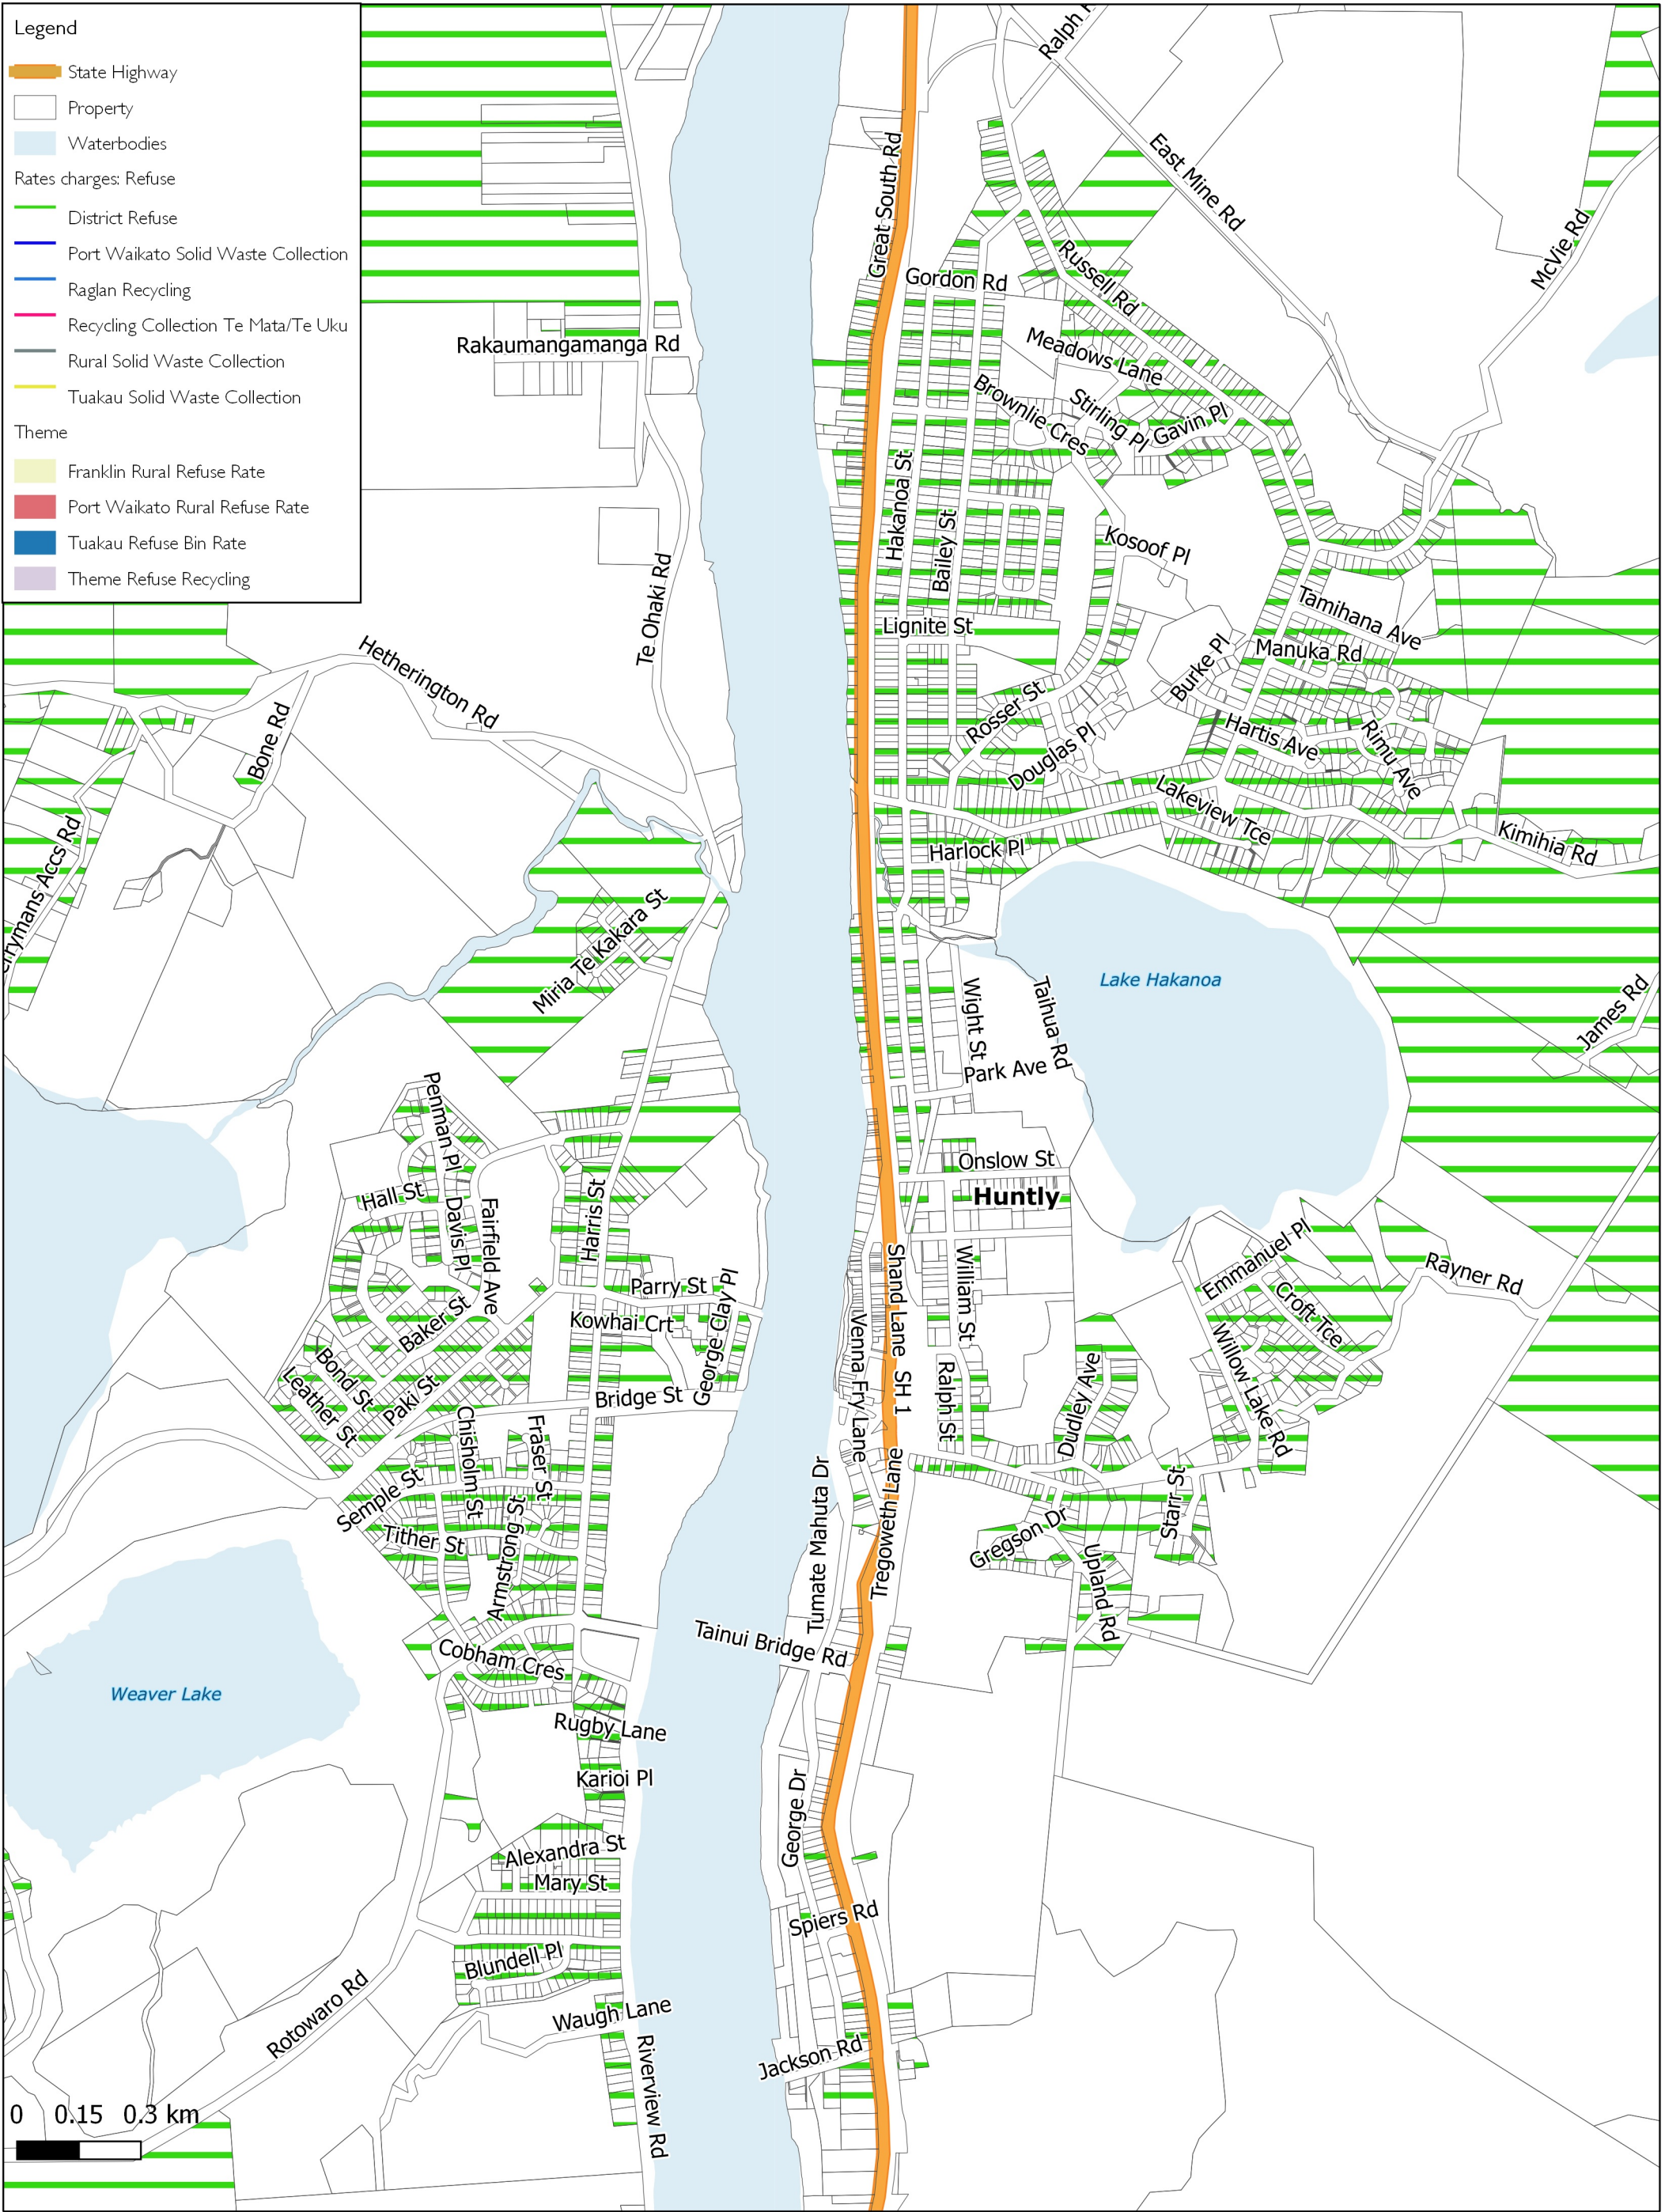 Legend
State Highway
Property
Waterbodies
Rates charges: Refuse
District Refuse
Port Waikato Solid Waste Collection
Raglan Recycling
Recycling Collection Te Mata/Te Uku
Rural Solid Waste Collection
Tuakau Solid Waste Collection
Theme
Franklin Rural Refuse Rate
Port Waikato Rural Refuse Rate
Tuakau Refuse Bin Rate
Theme Refuse Recycling
Ralph
East Mine Rd
McVie Rd
Great South Rd
Gordon Rd
Russell Rd
Rakaumangamanga Rd
Meadows Lane
Brownlie Cres
Stirling Pl
Gavin Pl
Hakanoa St
Bailey St
Kosoof Pl
Te Ohaki Rd
Lignite St
Tamihana Ave
Manuka Rd
Burke Pl
Hetherington Rd
Bone Rd
Rosser St
Douglas Pl
Hartis Ave
Rimu Ave
Lakeview Tce
Kimihia Rd
Harlock Pl
rrymans Accs Rd
Miria Te Kakara St
Wight St
Taihua Rd
Lake Hakanoa
James Rd
Park Ave
Penman Pl
Onslow St
Huntly
Hall St
Davis Pl
Fairfield Ave
Harris St
Parry St
Kowhai Crt
George Clay Pl
Shand Lane
William St
Emmanuel Pl
Rayner Rd
Croft Tce
Baker St
Bond St
Leather St
Paki St
Bridge St
Venna Fry Lane
SH 1
Ralph St
Dudley Ave
Willow Lake Rd
Chisholm St
Fraser St
Semple St
Tither St
Armstrong St
Tumate Mahuta Dr
Tregoweth Lane
Gregson Dr
Starr St
Upland Rd
Cobham Cres
Tainui Bridge Rd
Weaver Lake
Rugby Lane
Karioi Pl
George Dr
Alexandra St
Mary St
Spiers Rd
Blundell Pl
Rotowaro Rd
Waugh Lane
Jackson Rd
Riverview Rd
0 0.15 0.3 km